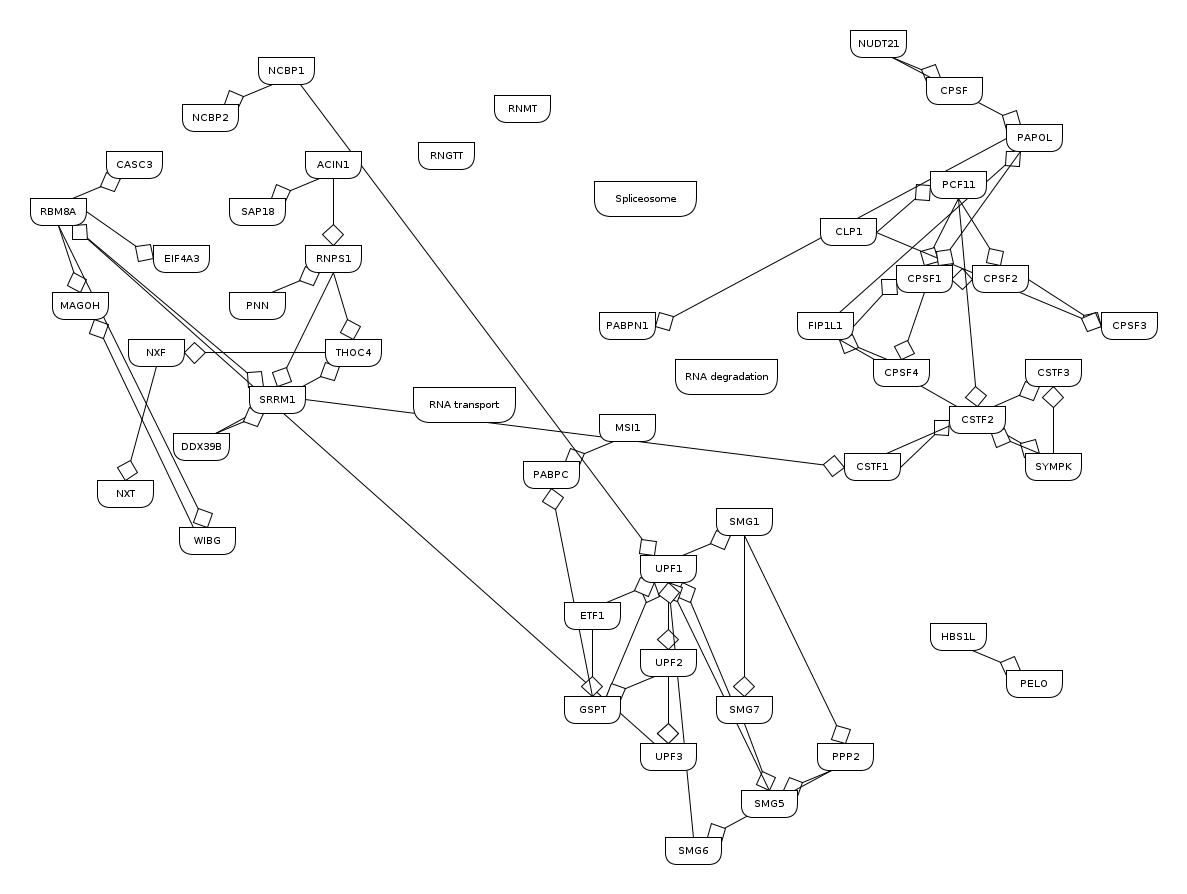 NUDT21
NCBP1
CPSF
RNMT
NCBP2
PAPOL
RNGTT
CASC3
ACIN1
PCF11
Spliceosome
RBM8A
SAP18
CLP1
EIF4A3
RNPS1
CPSF1
CPSF2
MAGOH
PNN
PABPN1
FIP1L1
CPSF3
NXF
THOC4
RNA degradation
CPSF4
CSTF3
SRRM1
RNA transport
CSTF2
MSI1
DDX39B
PABPC
CSTF1
SYMPK
NXT
SMG1
WIBG
UPF1
ETF1
HBS1L
UPF2
PELO
GSPT
SMG7
UPF3
PPP2
SMG5
SMG6